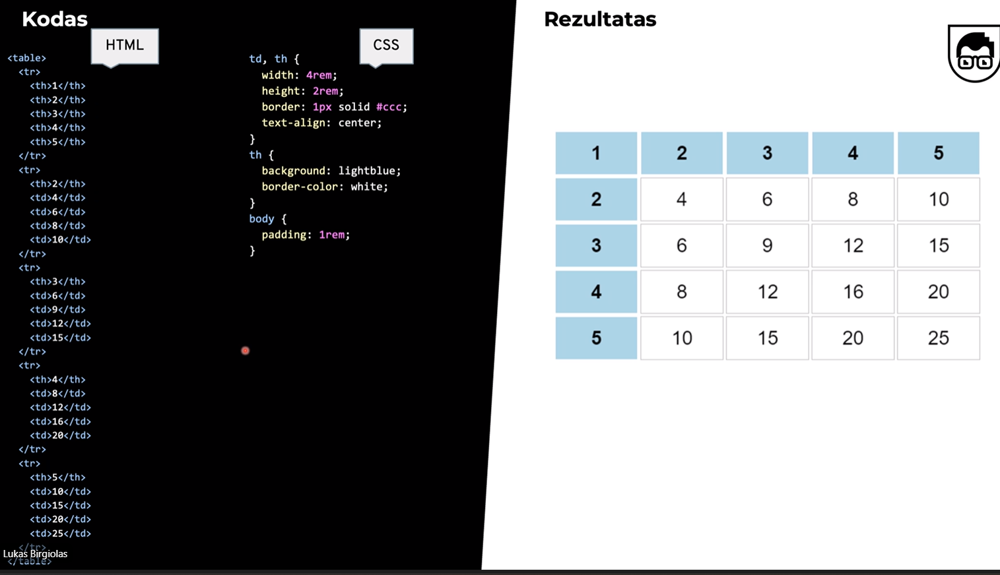 Kodas
HTML
<table>
<tr>
<th>1</th>
<th>2</th>
<th>3</th>
<th>4</th>
<th>5</th>
</tr>
<tr>
<th>2</th>
<td>4</td>
<td>6</td>
<td>8</td>
<td>10</td>
</tr>
<tr>
<th>3</th>
<td>6</td>
<td>9</td>
<td>12</td>
<td>15</td>
</tr>
<tr>
<th>4</th>
<td>8</td>
<td>12</td>
<td>16</td>
<td>20</td>
</tr>
<tr>
<th>5</th>
<td>10</td>
<td>15</td>
<td>20</td>
<td>25</td>
</tr>
</table>
Lukas Birgiolas
CSS
td, th {
width: 4rem;
height: 2rem;
border: 1px solid #ccc;
text-align: center;
}
th {
background: lightblue;
border-color: white;
}
body {
padding: 1rem;
}
Rezultatas
1 2 3 4 5
2 4 6 8 10
3 6 9 12 15
4 8 12 16 20
5 10 15 20 25